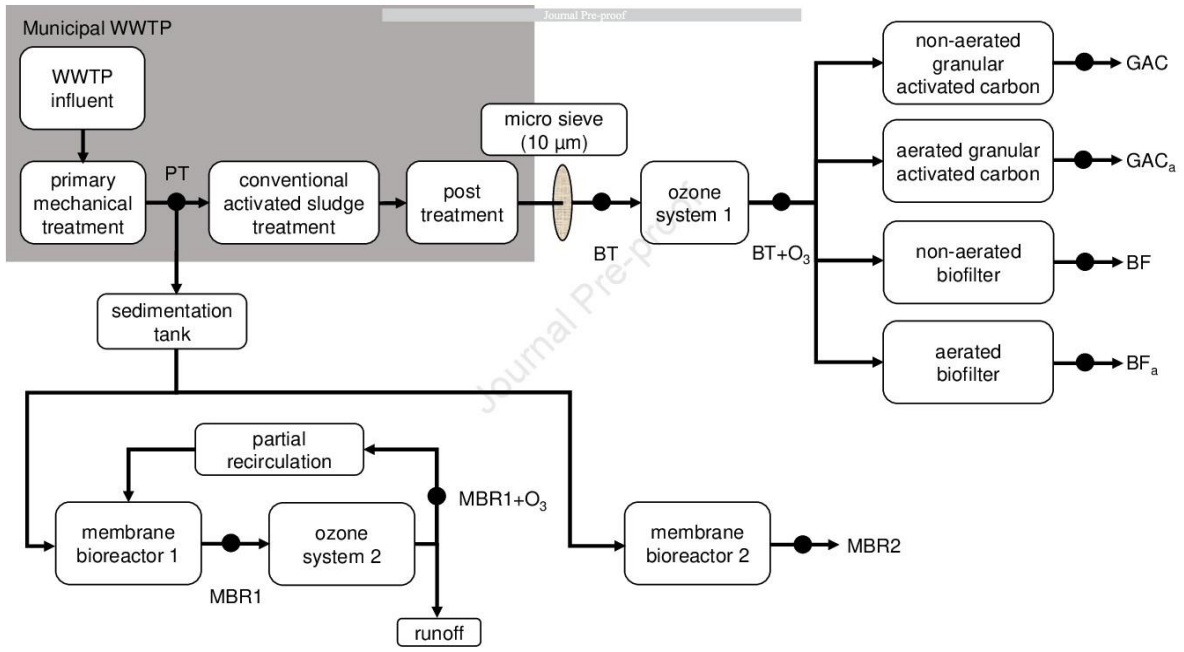 Journal Pre-proof
Municipal WWTP
WWTP
influent
primary
mechanical
treatment
PT
conventional
activated sludge
treatment
post
treatment
micro sieve
(10 µm)
BT
ozone
system 1
BT+O₃
non-aerated
granular
activated carbon
GAC
aerated granular
activated carbon
GACₐ
non-aerated
biofilter
BF
aerated
biofilter
BFₐ
sedimentation
tank
Journal Pre-proof
partial
recirculation
membrane
bioreactor 1
MBR1
ozone
system 2
MBR1+O₃
runoff
membrane
bioreactor 2
MBR2